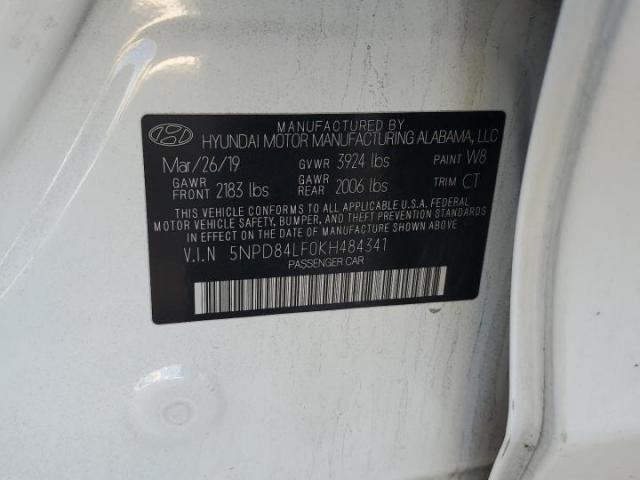 MANUFACTURED BY
HYUNDAI MOTOR MANUFACTURING ALABAMA, LLC
Mar/26/19 GVWR 3924 lbs PAINT W8
GAWR FRONT 2183 lbs GAWR REAR 2006 lbs TRIM CT
THIS VEHICLE CONFORMS TO ALL APPLICABLE U.S.A. FEDERAL
MOTOR VEHICLE SAFETY, BUMPER, AND THEFT PREVENTION STANDARDS
IN EFFECT ON THE DATE OF MANUFACTURE SHOWN ABOVE
V.I.N 5NPD84LF0KH484341
PASSENGER CAR